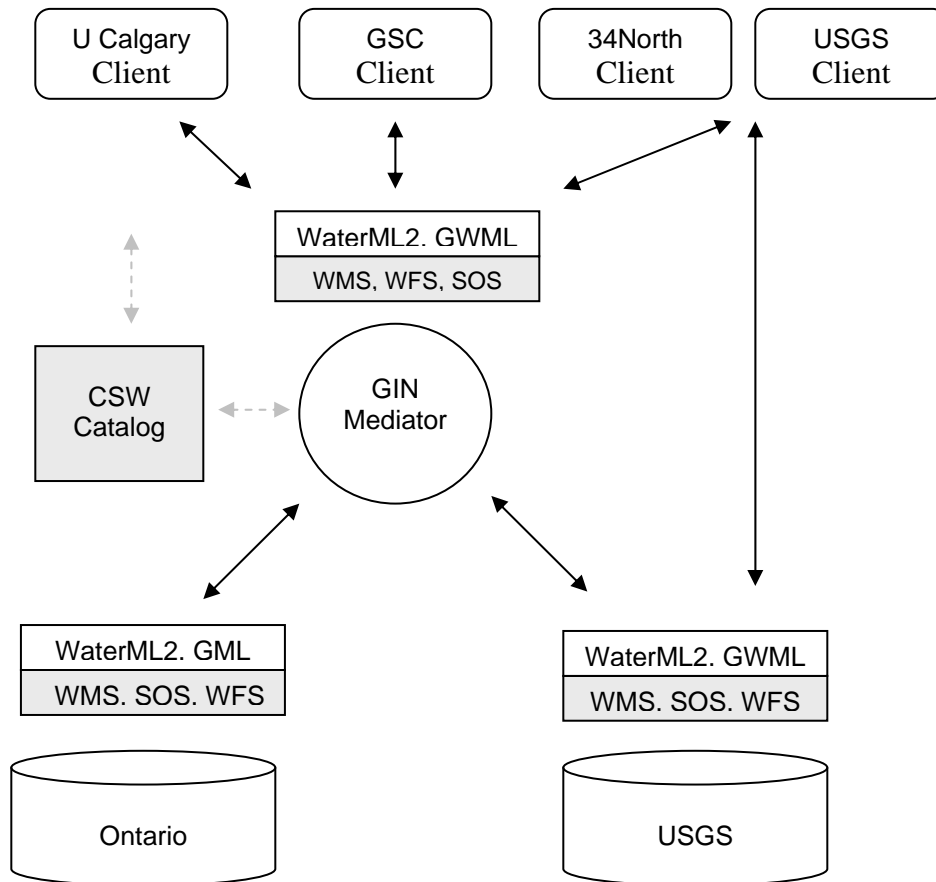 U Calgary
Client
GSC
Client
34North
Client
USGS
Client
WaterML2. GWML
WMS, WFS, SOS
CSW
Catalog
GIN
Mediator
WaterML2. GML
WMS. SOS. WFS
WaterML2. GWML
WMS. SOS. WFS
Ontario
USGS